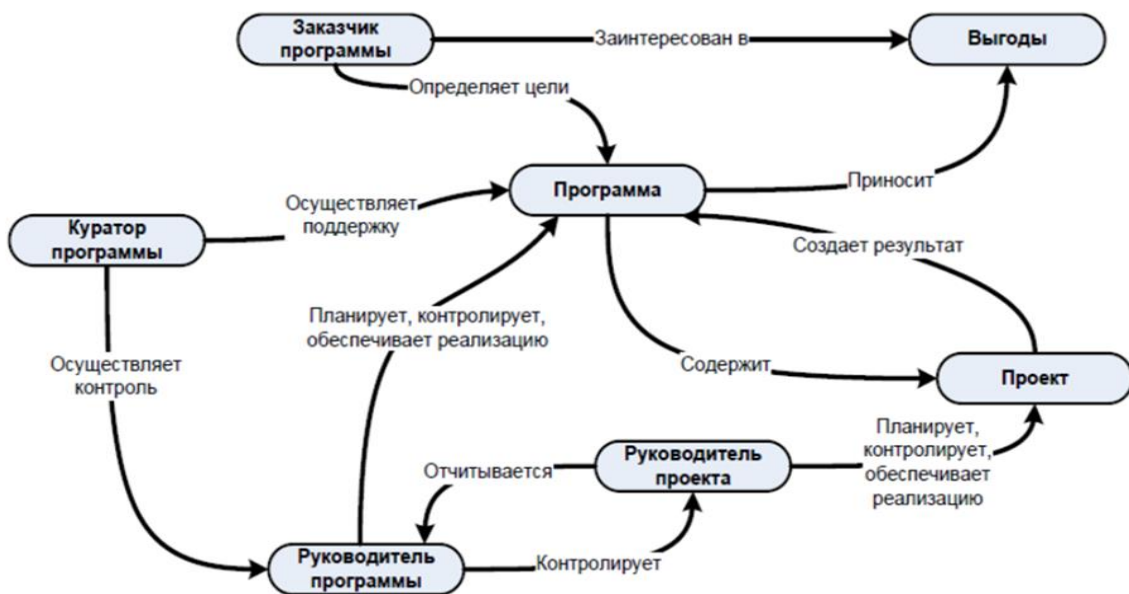 Заказчик
программы
Заинтересован в
Выгоды
Определяет цели
Программа
Приносит
Осуществляет
поддержку
Куратор
программы
Создает результат
Планирует, контролирует,
обеспечивает реализацию
Осуществляет
контроль
Содержит
Проект
Планирует,
контролирует,
обеспечивает
реализацию
Отчитывается
Руководитель
проекта
Руководитель
программы
Контролирует